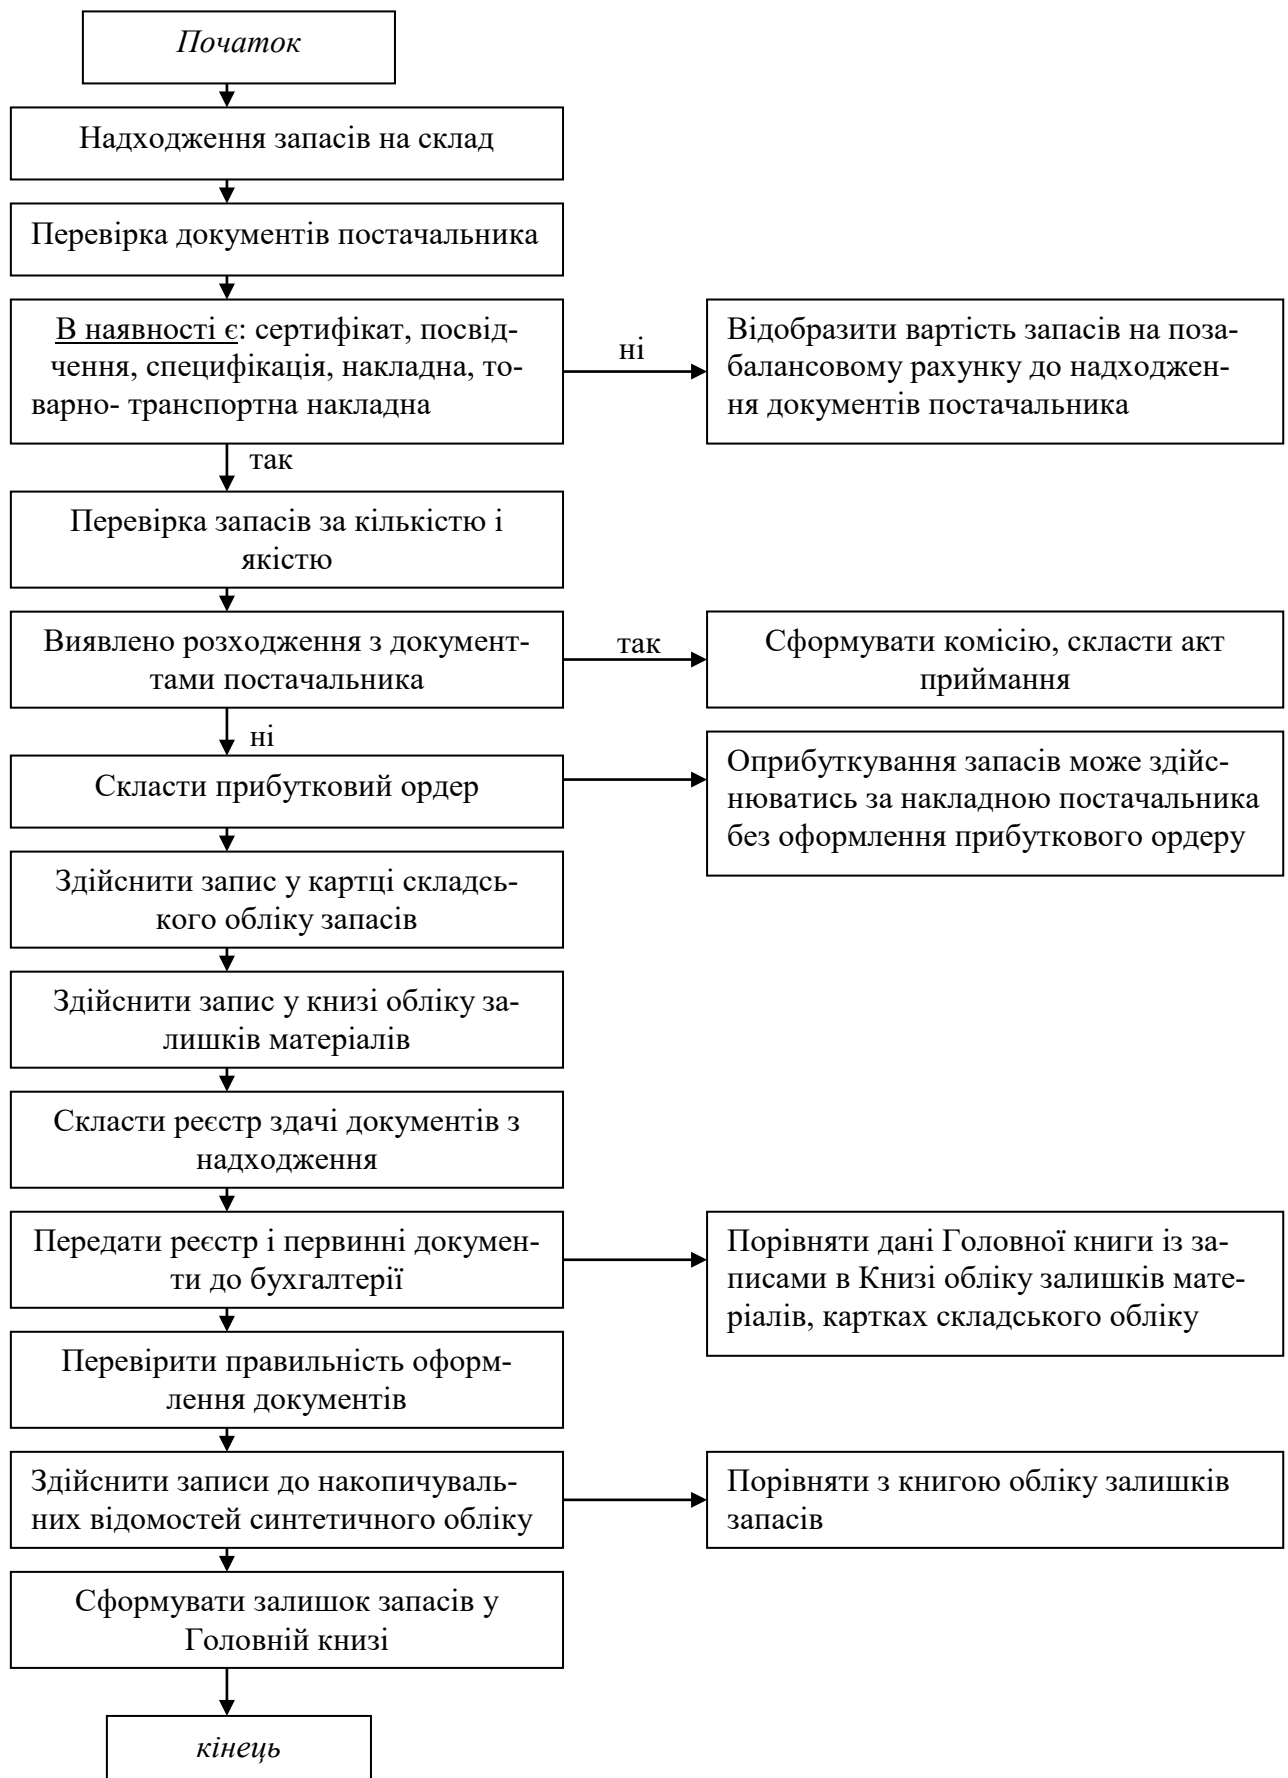 Початок
Надходження запасів на склад
Перевірка документів постачальника
В наявності є: сертифікат, посвід-
чення, специфікація, накладна, то-
варно- транспортна накладна
ні
Відобразити вартість запасів на поза-
балансовому рахунку до надходжен-
ня документів постачальника
так
Перевірка запасів за кількістю і
якістю
Виявлено розходження з документ-
тами постачальника
так
Сформувати комісію, скласти акт
приймання
ні
Скласти прибутковий ордер
Оприбуткування запасів може здійс-
нюватись за накладною постачальника
без оформлення прибуткового ордеру
Здійснити запис у картці складсь-
кого обліку запасів
Здійснити запис у книзі обліку за-
лишків матеріалів
Скласти реєстр здачі документів з
надходження
Передати реєстр і первинні докумен-
ти до бухгалтерії
Порівняти дані Головної книги із за-
писами в Книзі обліку залишків мате-
ріалів, картках складського обліку
Перевірити правильність оформ-
лення документів
Здійснити записи до накопичуваль-
них відомостей синтетичного обліку
Порівняти з книгою обліку залишків
запасів
Сформувати залишок запасів у
Головній книзі
кінець